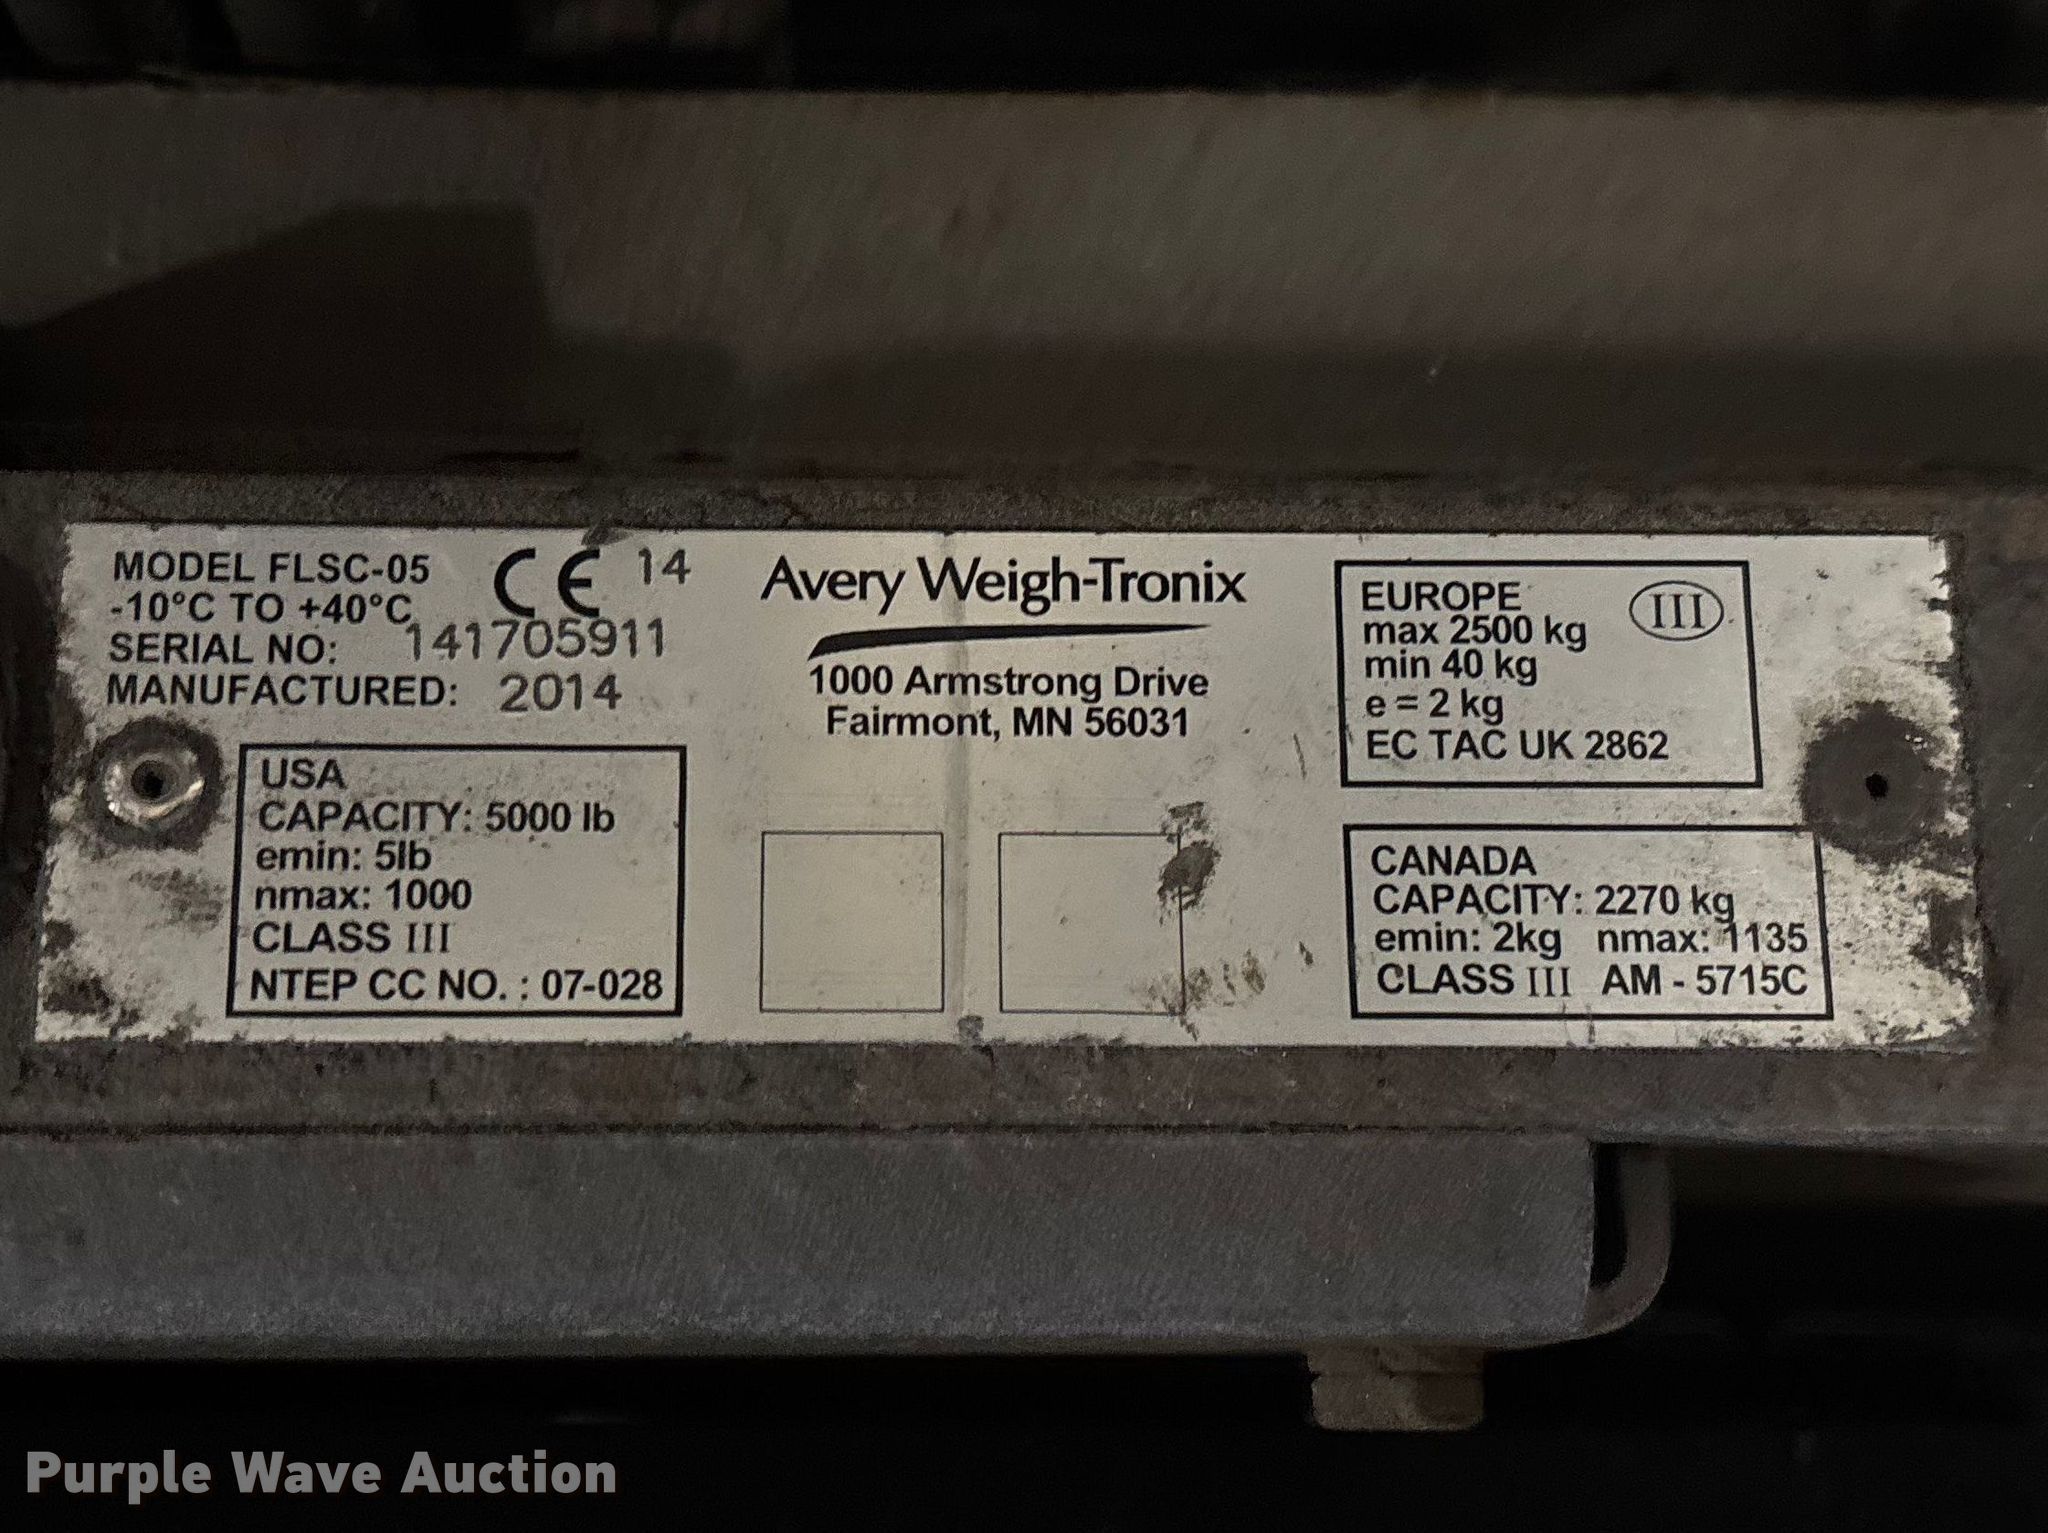 MODEL FLSC-05
-10°C TO +40°C
SERIAL NO: 141705911
MANUFACTURED: 2014
CE 14
Avery Weigh-Tronix
1000 Armstrong Drive
Fairmont, MN 56031
USA
CAPACITY: 5000 lb
emin: 5lb
nmax: 1000
CLASS III
NTEP CC NO. : 07-028
EUROPE III
max 2500 kg
min 40 kg
e = 2 kg
EC TAC UK 2862
CANADA
CAPACITY: 2270 kg
emin: 2kg nmax: 1135
CLASS III AM - 5715C
Purple Wave Auction